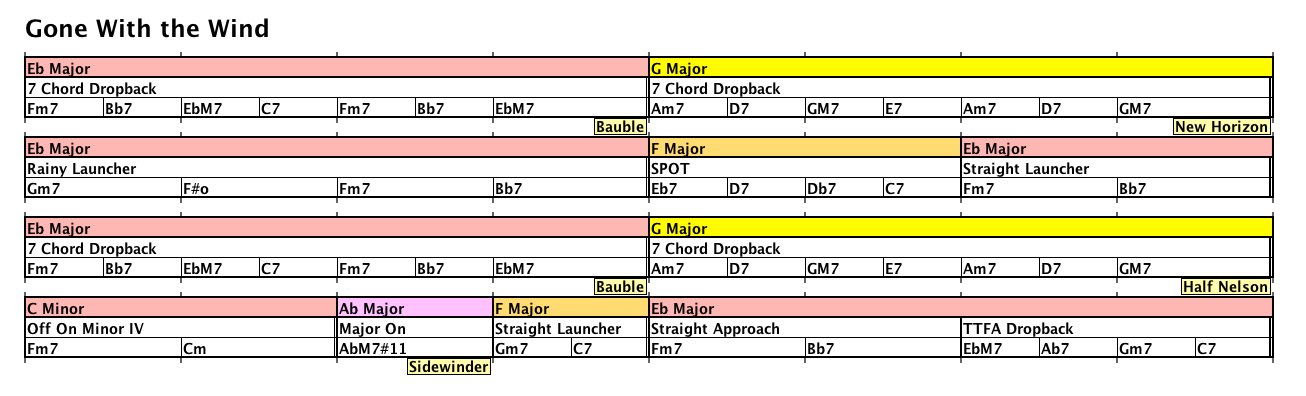 Gone With the Wind
Eb Major G Major
7 Chord Dropback 7 Chord Dropback
Fm7 Bb7 EbM7 C7 Fm7 Bb7 EbM7 Am7 D7 GM7 E7 Am7 D7 GM7
Bauble New Horizon
Eb Major F Major Eb Major
Rainy Launcher SPOT Straight Launcher
Gm7 F#o Fm7 Bb7 Eb7 D7 Db7 C7 Fm7 Bb7
Eb Major G Major
7 Chord Dropback 7 Chord Dropback
Fm7 Bb7 EbM7 C7 Fm7 Bb7 EbM7 Am7 D7 GM7 E7 Am7 D7 GM7
Bauble Half Nelson
C Minor Ab Major F Major Eb Major
Off On Minor IV Major On Straight Launcher Straight Approach TTFA Dropback
Fm7 Cm AbM7#11 Gm7 C7 Fm7 Bb7 EbM7 Ab7 Gm7 C7
Sidewinder